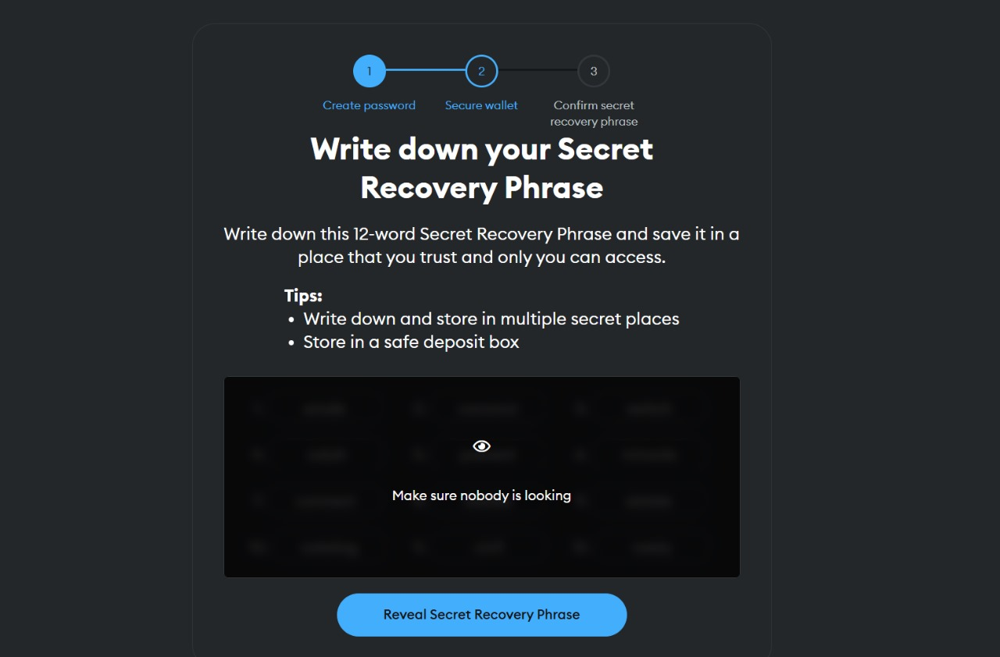 1
2
3
Create password
Secure wallet
Confirm secret
recovery phrase
Write down your Secret
Recovery Phrase
Write down this 12-word Secret Recovery Phrase and save it in a
place that you trust and only you can access.
Tips:
• Write down and store in multiple secret places
• Store in a safe deposit box
Make sure nobody is looking
Reveal Secret Recovery Phrase